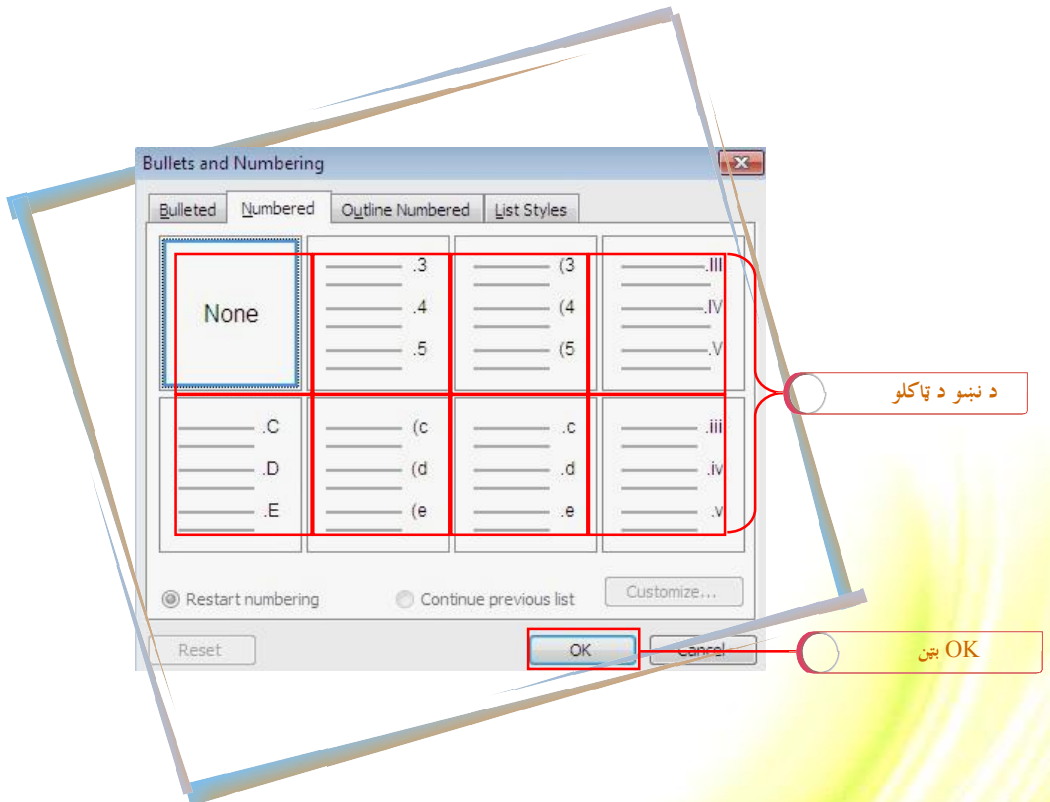 Bullets and Numbering
Bulleted Numbered Outline Numbered List Styles
None
.3
.4
.5
(3
(4
(5
.III
.IV
.V
.C
.D
.E
(c
(d
(e
.c
.d
.e
.iii
.iv
.v
د نښو د ټاکلو
Restart numbering Continue previous list Customize...
Reset OK Cancel
OK بټن